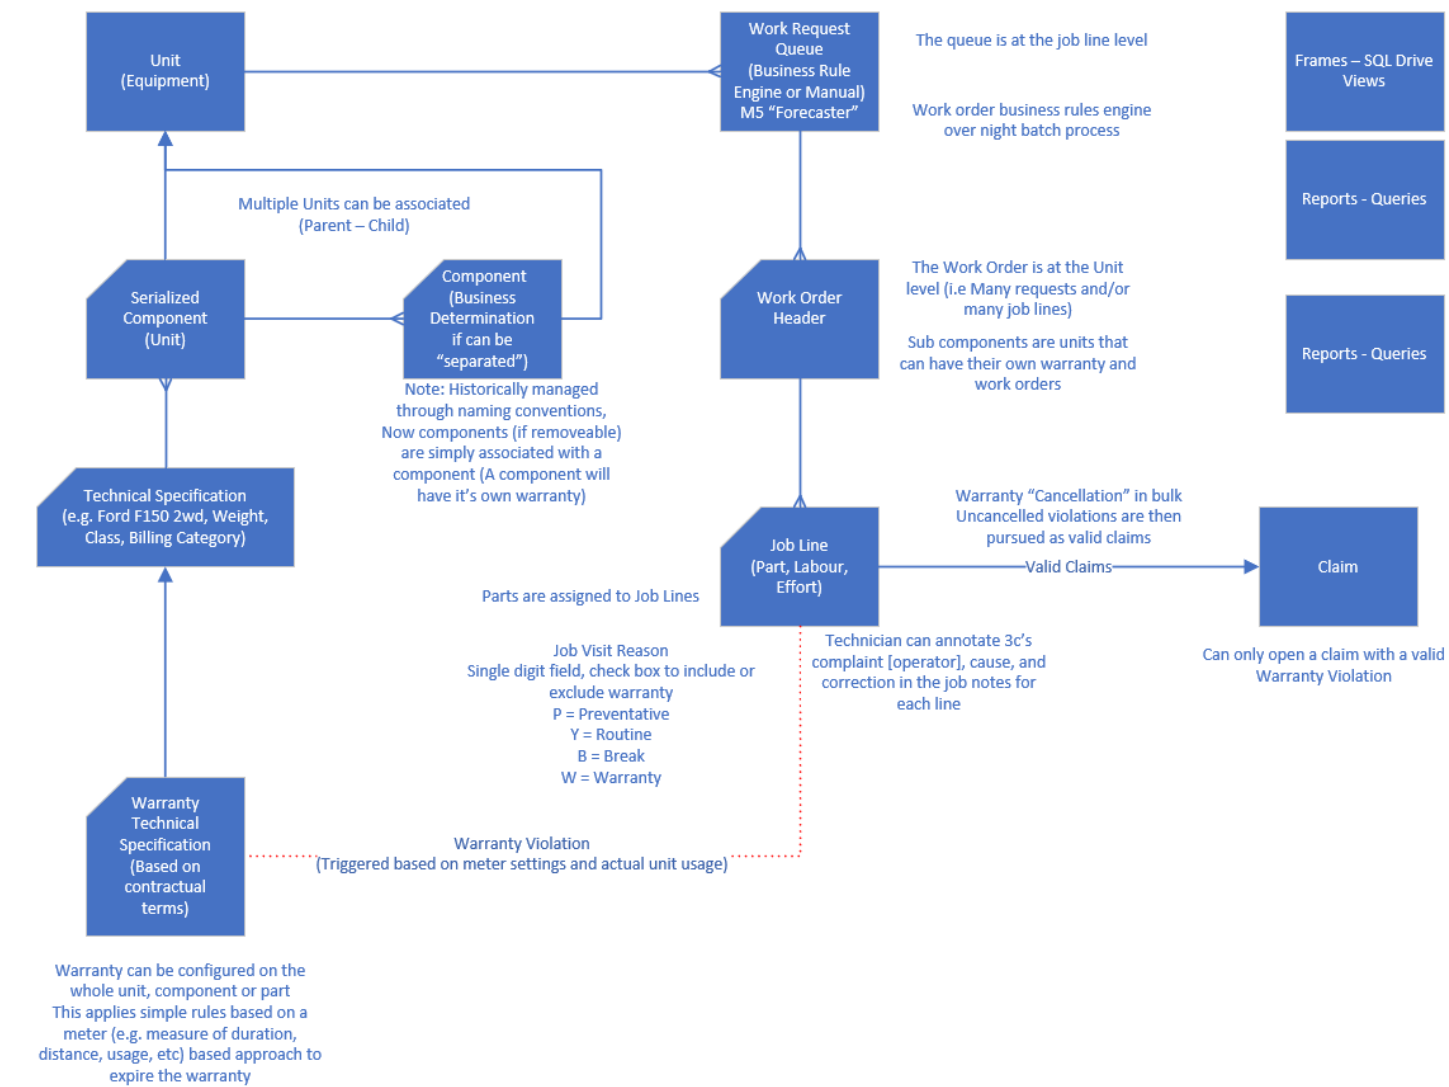 Unit
(Equipment)
Work Request
Queue
(Business Rule
Engine or Manual)
M5 “Forecaster”
The queue is at the job line level
Work order business rules engine
over night batch process
Frames – SQL Drive
Views
Reports - Queries
Multiple Units can be associated
(Parent – Child)
Serialized
Component
(Unit)
Component
(Business
Determination
if can be
“separated”)
Note: Historically managed
through naming conventions,
Now components (if removeable)
are simply associated with a
component (A component will
have it’s own warranty)
Work Order
Header
The Work Order is at the Unit
level (i.e Many requests and/or
many job lines)
Sub components are units that
can have their own warranty and
work orders
Reports - Queries
Technical Specification
(e.g. Ford F150 2wd, Weight,
Class, Billing Category)
Job Line
(Part, Labour,
Effort)
Warranty “Cancellation” in bulk
Uncancelled violations are then
pursued as valid claims
Valid Claims
Claim
Can only open a claim with a valid
Warranty Violation
Parts are assigned to Job Lines
Job Visit Reason
Single digit field, check box to include or
exclude warranty
P = Preventative
Y = Routine
B = Break
W = Warranty
Technician can annotate 3c’s
complaint [operator], cause, and
correction in the job notes for
each line
Warranty
Technical
Specification
(Based on
contractual
terms)
Warranty Violation
(Triggered based on meter settings and actual unit usage)
Warranty can be configured on the
whole unit, component or part
This applies simple rules based on a
meter (e.g. measure of duration,
distance, usage, etc) based approach to
expire the warranty